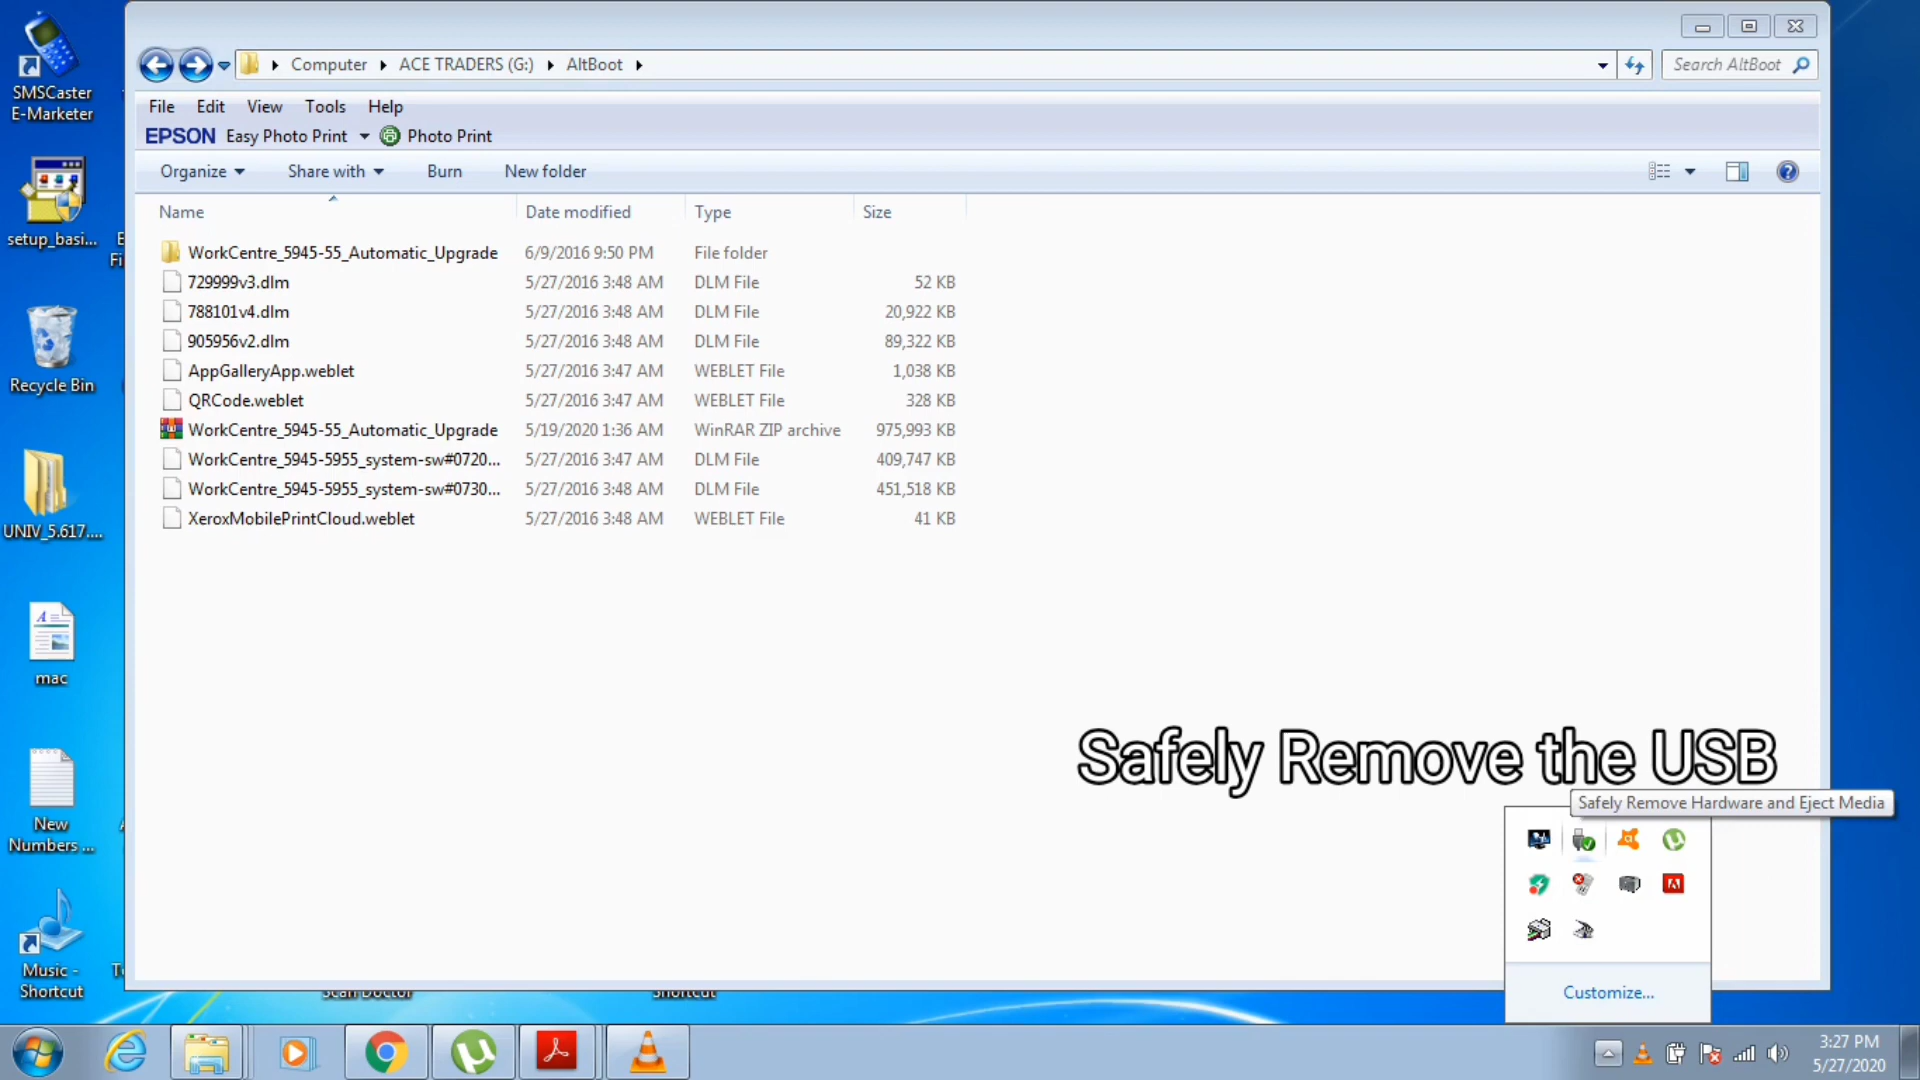 Computer ▸ ACE TRADERS (G:) ▸ AltBoot ▸
Search AltBoot
File Edit View Tools Help
EPSON Easy Photo Print Photo Print
Organize Share with Burn New folder
Name Date modified Type Size
WorkCentre_5945-55_Automatic_Upgrade 6/9/2016 9:50 PM File folder
729999v3.dlm 5/27/2016 3:48 AM DLM File 52 KB
788101v4.dlm 5/27/2016 3:48 AM DLM File 20,922 KB
905956v2.dlm 5/27/2016 3:48 AM DLM File 89,322 KB
AppGalleryApp.weblet 5/27/2016 3:47 AM WEBLET File 1,038 KB
QRCode.weblet 5/27/2016 3:47 AM WEBLET File 328 KB
WorkCentre_5945-55_Automatic_Upgrade 5/19/2020 1:36 AM WinRAR ZIP archive 975,993 KB
WorkCentre_5945-5955_system-sw#0720... 5/27/2016 3:47 AM DLM File 409,747 KB
WorkCentre_5945-5955_system-sw#0730... 5/27/2016 3:48 AM DLM File 451,518 KB
XeroxMobilePrintCloud.weblet 5/27/2016 3:48 AM WEBLET File 41 KB
SMSCaster
E-Marketer
setup_basi...
Recycle Bin
UNIV_5.617....
mac
New
Numbers ...
Music -
Shortcut
Safely Remove the USB
Safely Remove Hardware and Eject Media
Customize...
Scan Doctor
Shortcut
3:27 PM
5/27/2020